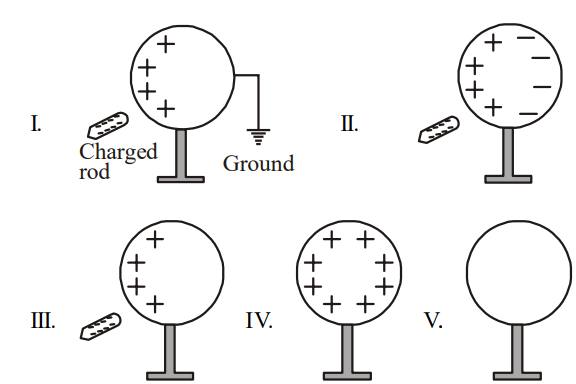 I.
Charged
rod
Ground
II.
III.
IV.
V.